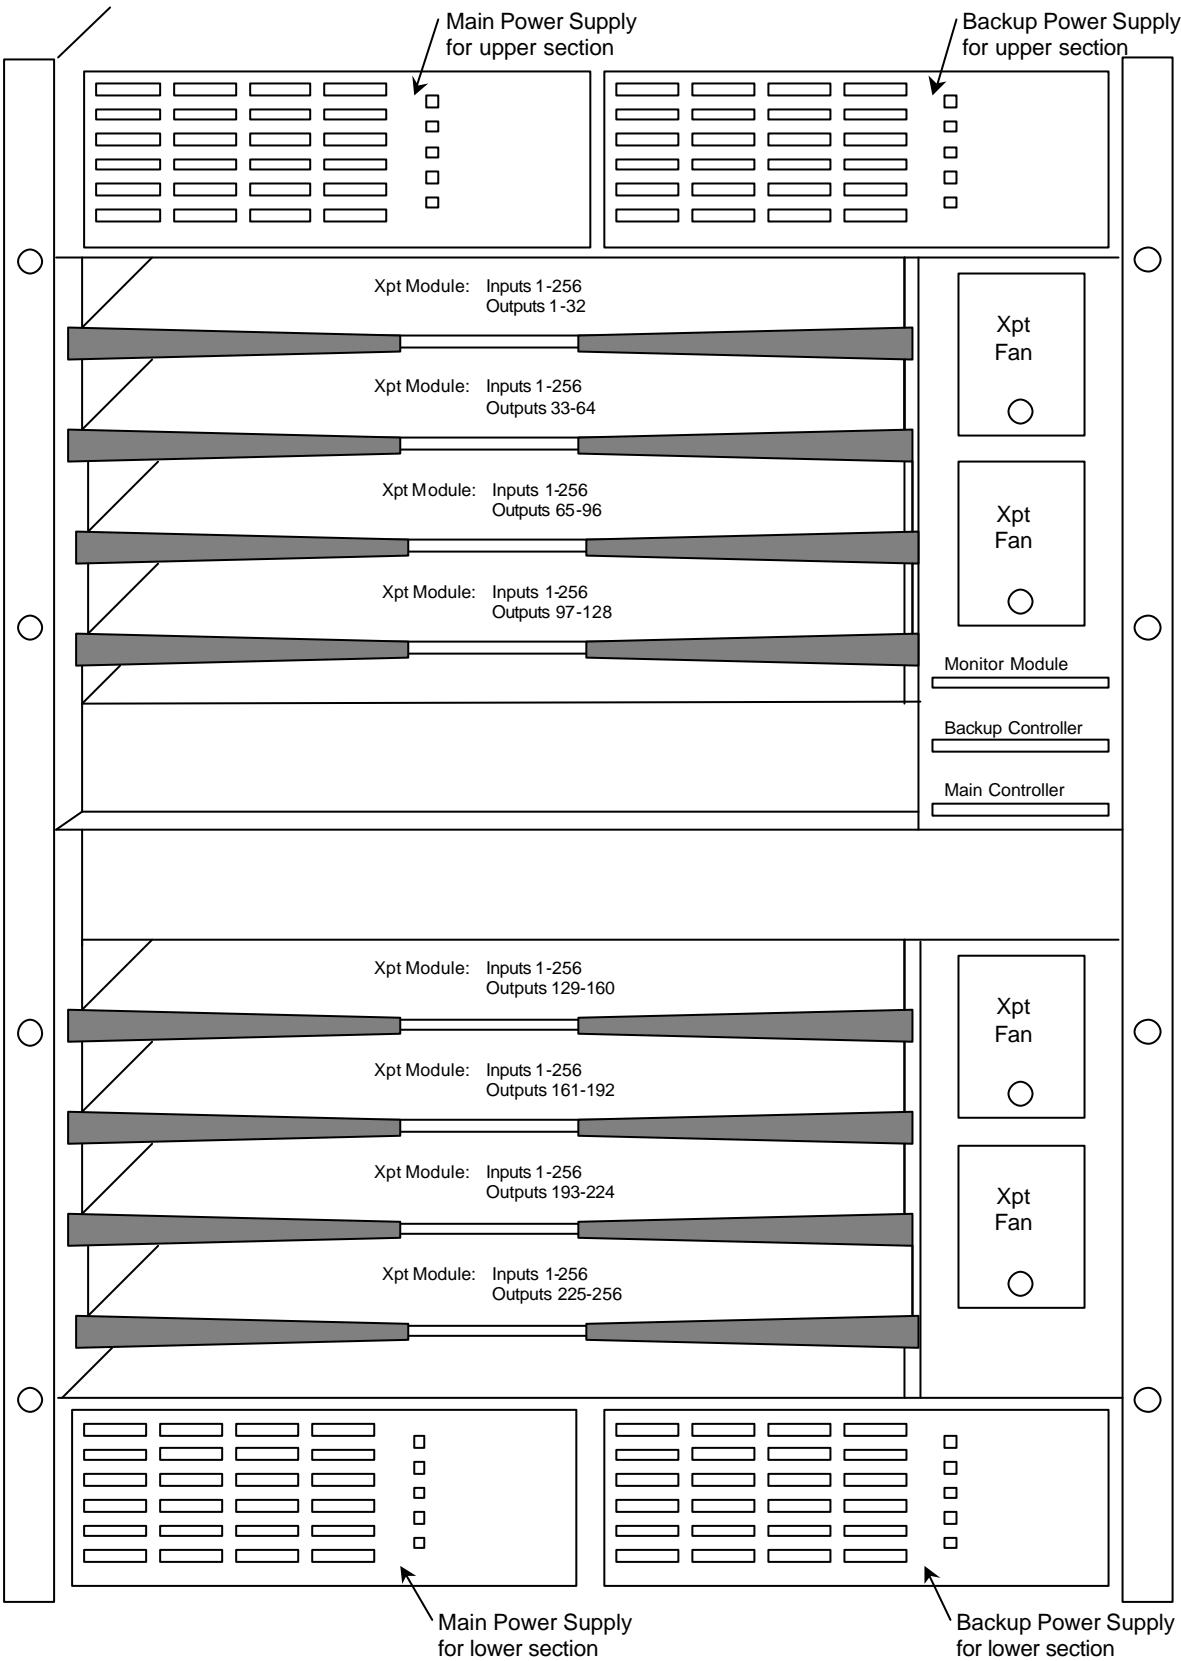 Main Power Supply
for upper section
Backup Power Supply
for upper section
Xpt Module: Inputs 1-256
Outputs 1-32
Xpt
Fan
Xpt Module: Inputs 1-256
Outputs 33-64
Xpt Module: Inputs 1-256
Outputs 65-96
Xpt
Fan
Xpt Module: Inputs 1-256
Outputs 97-128
Monitor Module
Backup Controller
Main Controller
Xpt Module: Inputs 1-256
Outputs 129-160
Xpt
Fan
Xpt Module: Inputs 1-256
Outputs 161-192
Xpt Module: Inputs 1-256
Outputs 193-224
Xpt
Fan
Xpt Module: Inputs 1-256
Outputs 225-256
Main Power Supply
for lower section
Backup Power Supply
for lower section